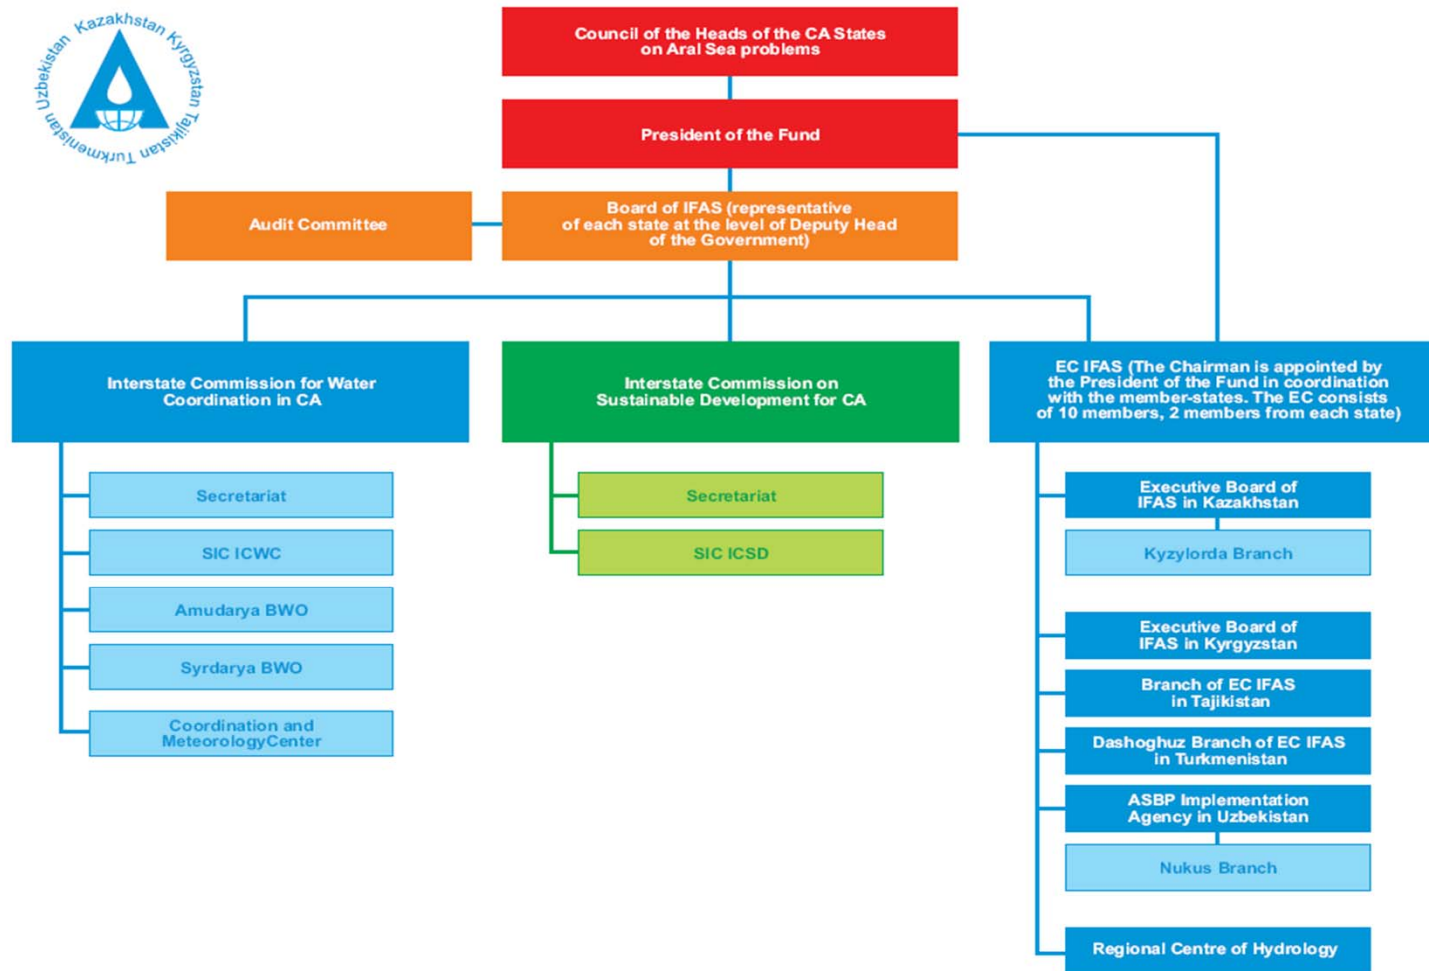 Uzbekistan Kazakhstan Kyrgyzstan Tajikistan Turkmenistan
Council of the Heads of the CA States
on Aral Sea problems
President of the Fund
Audit Committee
Board of IFAS (representative
of each state at the level of Deputy Head
of the Government)
Interstate Commission for Water
Coordination in CA
Secretariat
SIC ICWC
Amudarya BWO
Syrdarya BWO
Coordination and
MeteorologyCenter
Interstate Commission on
Sustainable Development for CA
Secretariat
SIC ICSD
EC IFAS (The Chairman is appointed by
the President of the Fund in coordination
with the member-states. The EC consists
of 10 members, 2 members from each state)
Executive Board of
IFAS in Kazakhstan
Kyzylorda Branch
Executive Board of
IFAS in Kyrgyzstan
Branch of EC IFAS
in Tajikistan
Dashoghuz Branch of EC IFAS
in Turkmenistan
ASBP Implementation
Agency in Uzbekistan
Nukus Branch
Regional Centre of Hydrology